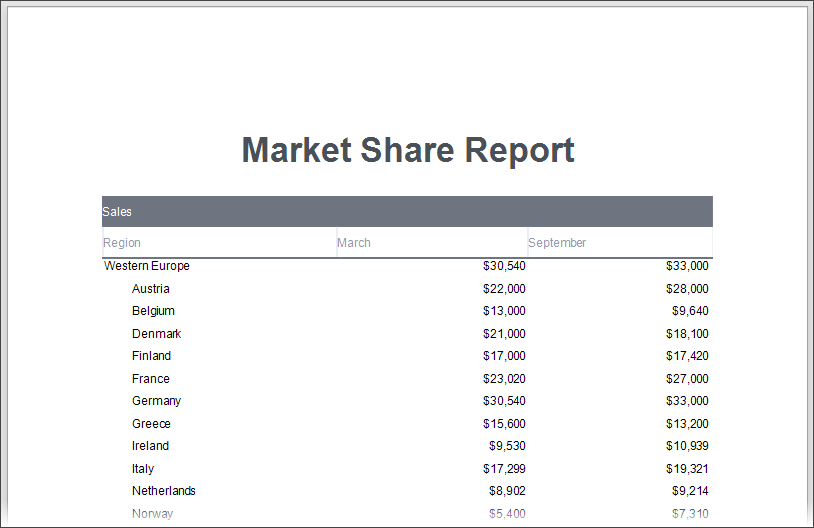 Market Share Report
Sales
Region March September
Western Europe $30,540 $33,000
Austria $22,000 $28,000
Belgium $13,000 $9,640
Denmark $21,000 $18,100
Finland $17,000 $17,420
France $23,020 $27,000
Germany $30,540 $33,000
Greece $15,600 $13,200
Ireland $9,530 $10,939
Italy $17,299 $19,321
Netherlands $8,902 $9,214
Norway $5,400 $7,310